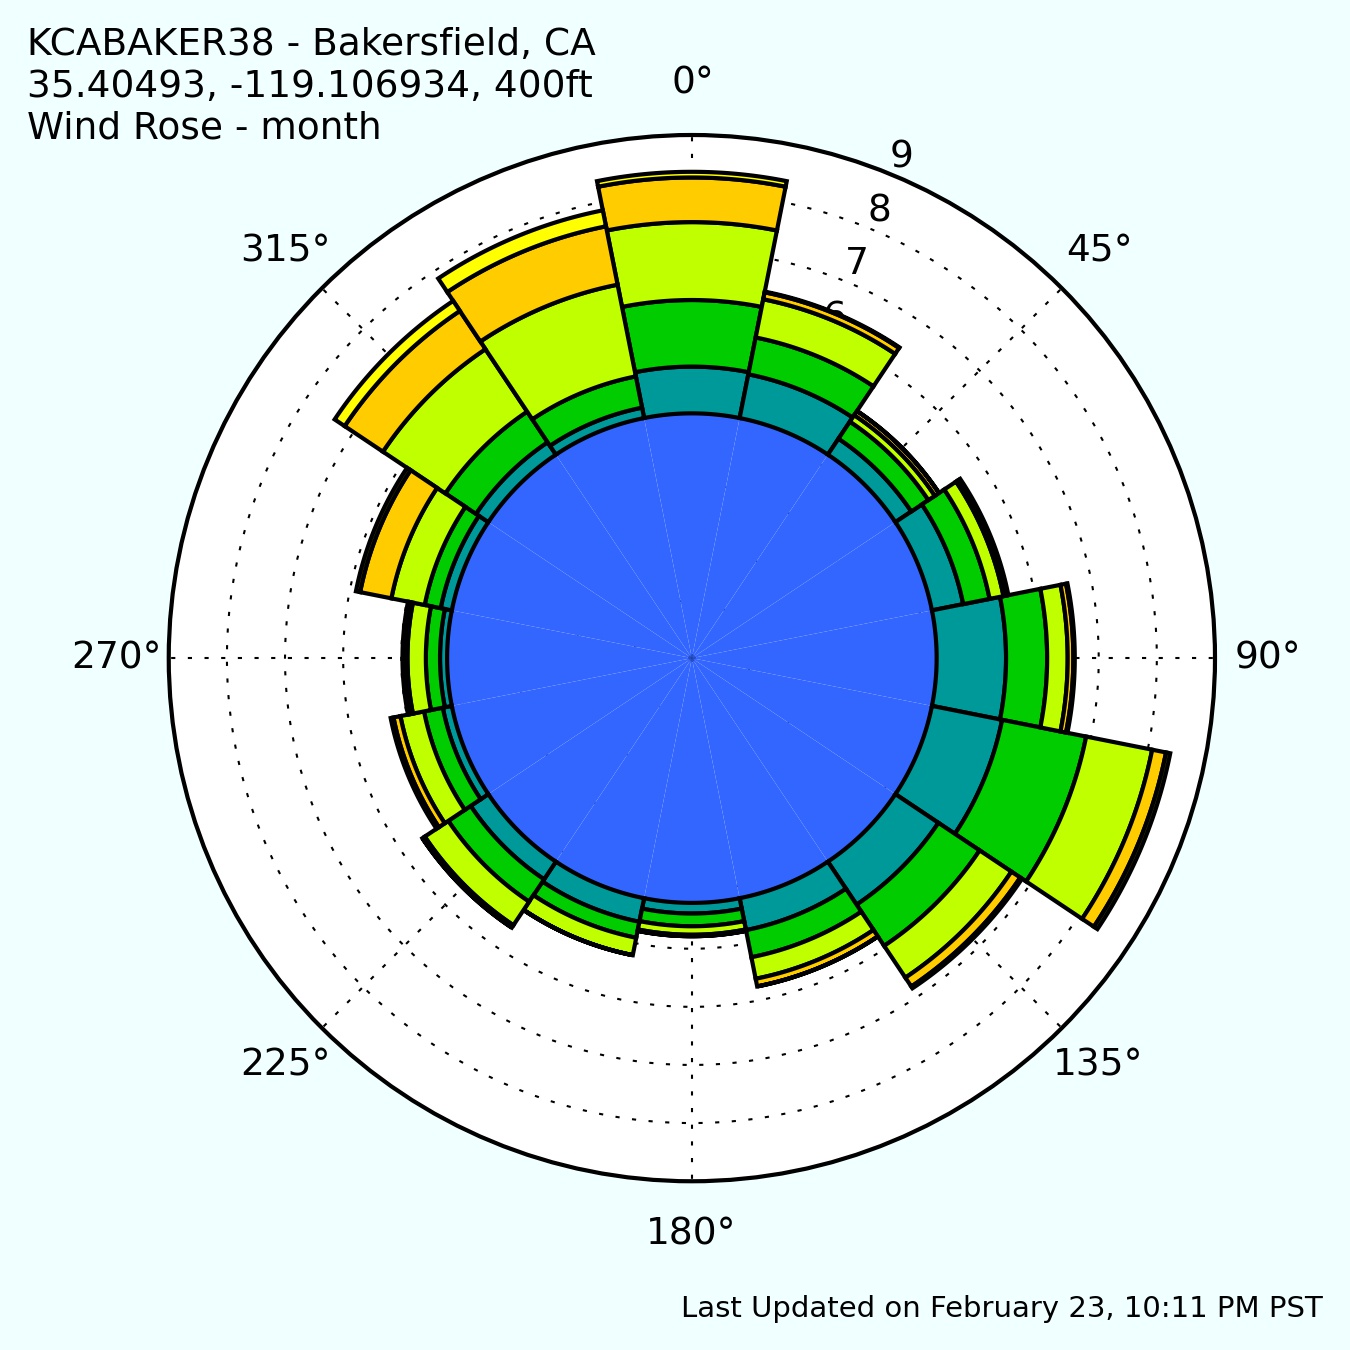 KCABAKER38 - Bakersfield, CA
35.40493, -119.106934, 400ft
Wind Rose - month
0°
9
8
7
315°
45°
270°
90°
225°
135°
180°
Last Updated on February 23, 10:11 PM PST